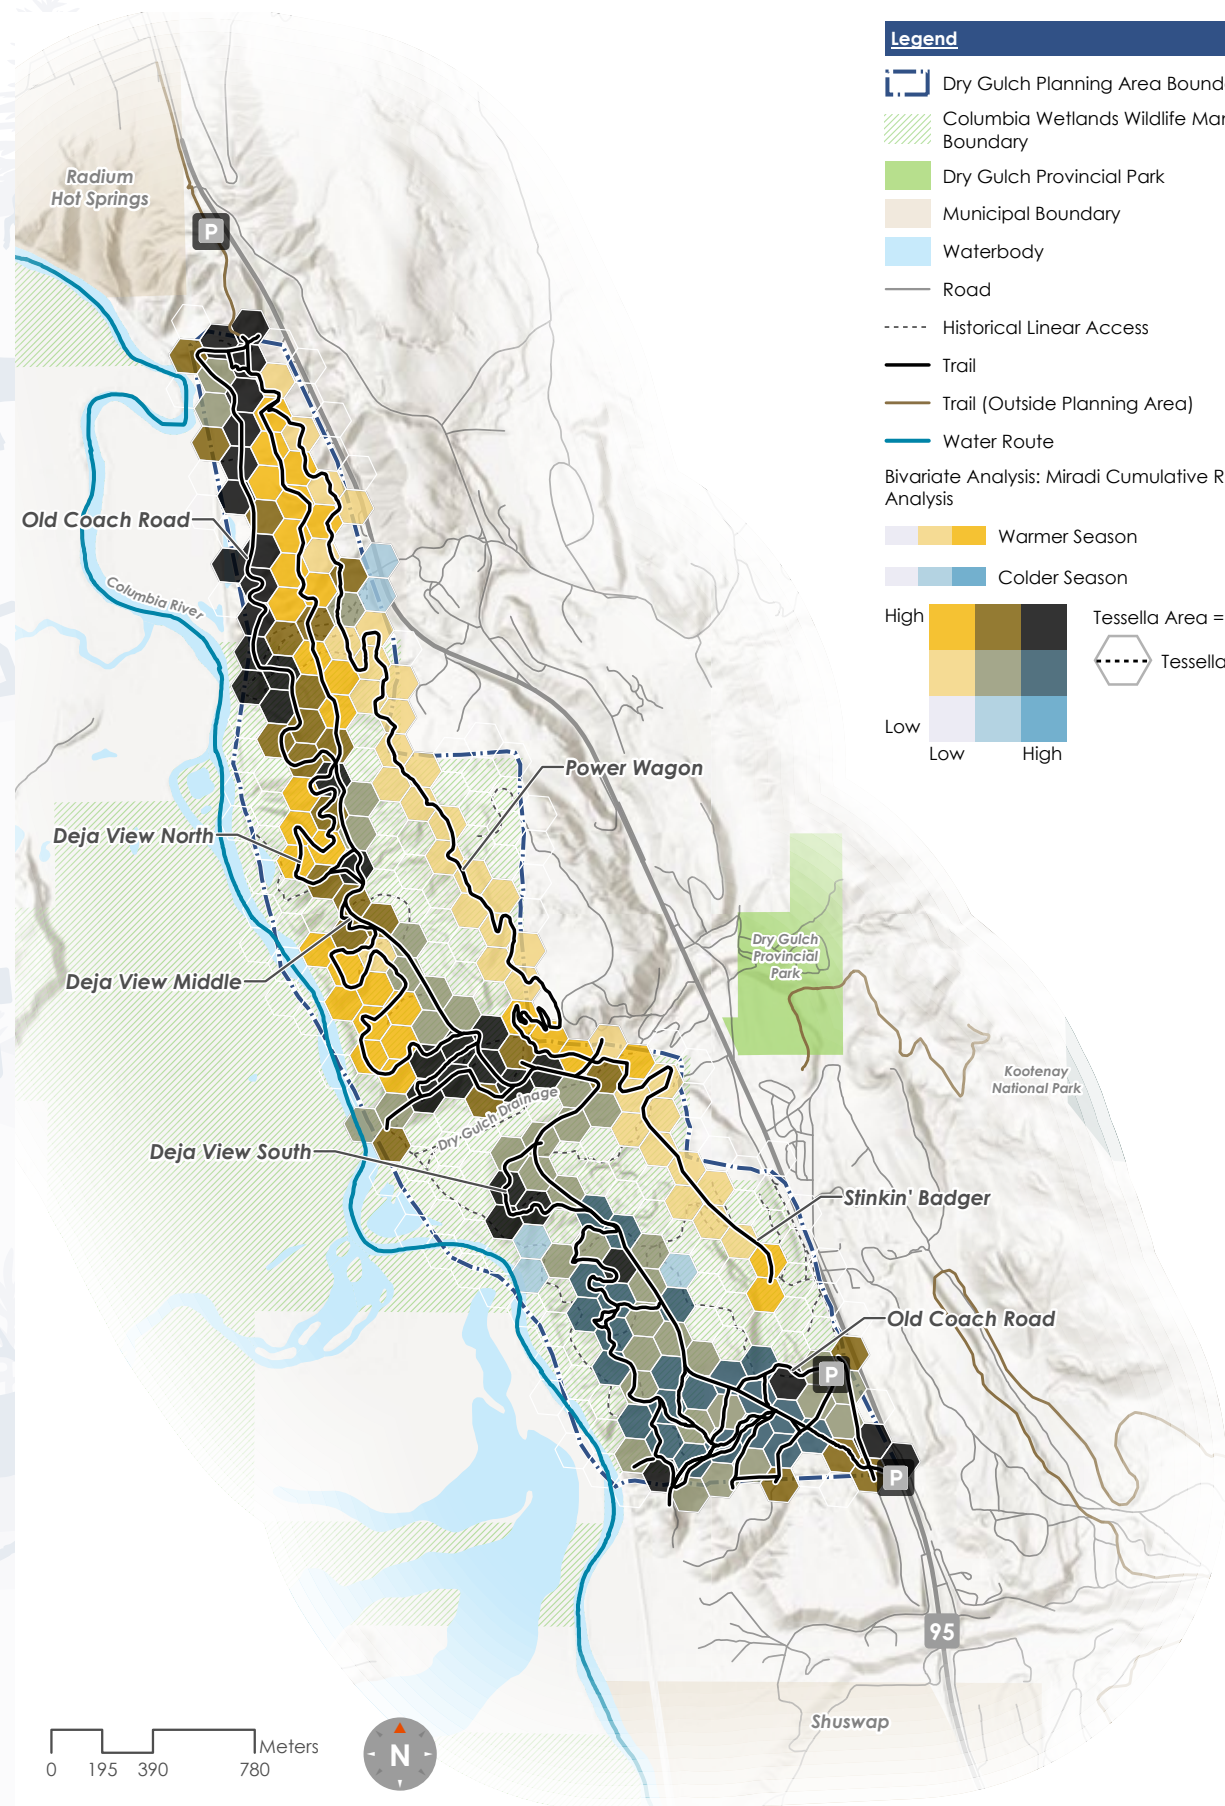 Legend
Dry Gulch Planning Area Bound
Columbia Wetlands Wildlife Mar
Boundary
Dry Gulch Provincial Park
Municipal Boundary
Waterbody
Road
Historical Linear Access
Trail
Trail (Outside Planning Area)
Water Route
Bivariate Analysis: Miradi Cumulative R
Analysis
Warmer Season
Colder Season
High
Low
Low High
Tessella Area =
Tessella
Radium
Hot Springs
P
Old Coach Road
Columbia River
Power Wagon
Deja View North
Dry Gulch
Provincial
Park
Deja View Middle
Kootenay
National Park
Dry Gulch Drainage
Deja View South
Stinkin' Badger
Old Coach Road
P
P
95
Shuswap
Meters
0 195 390 780
N